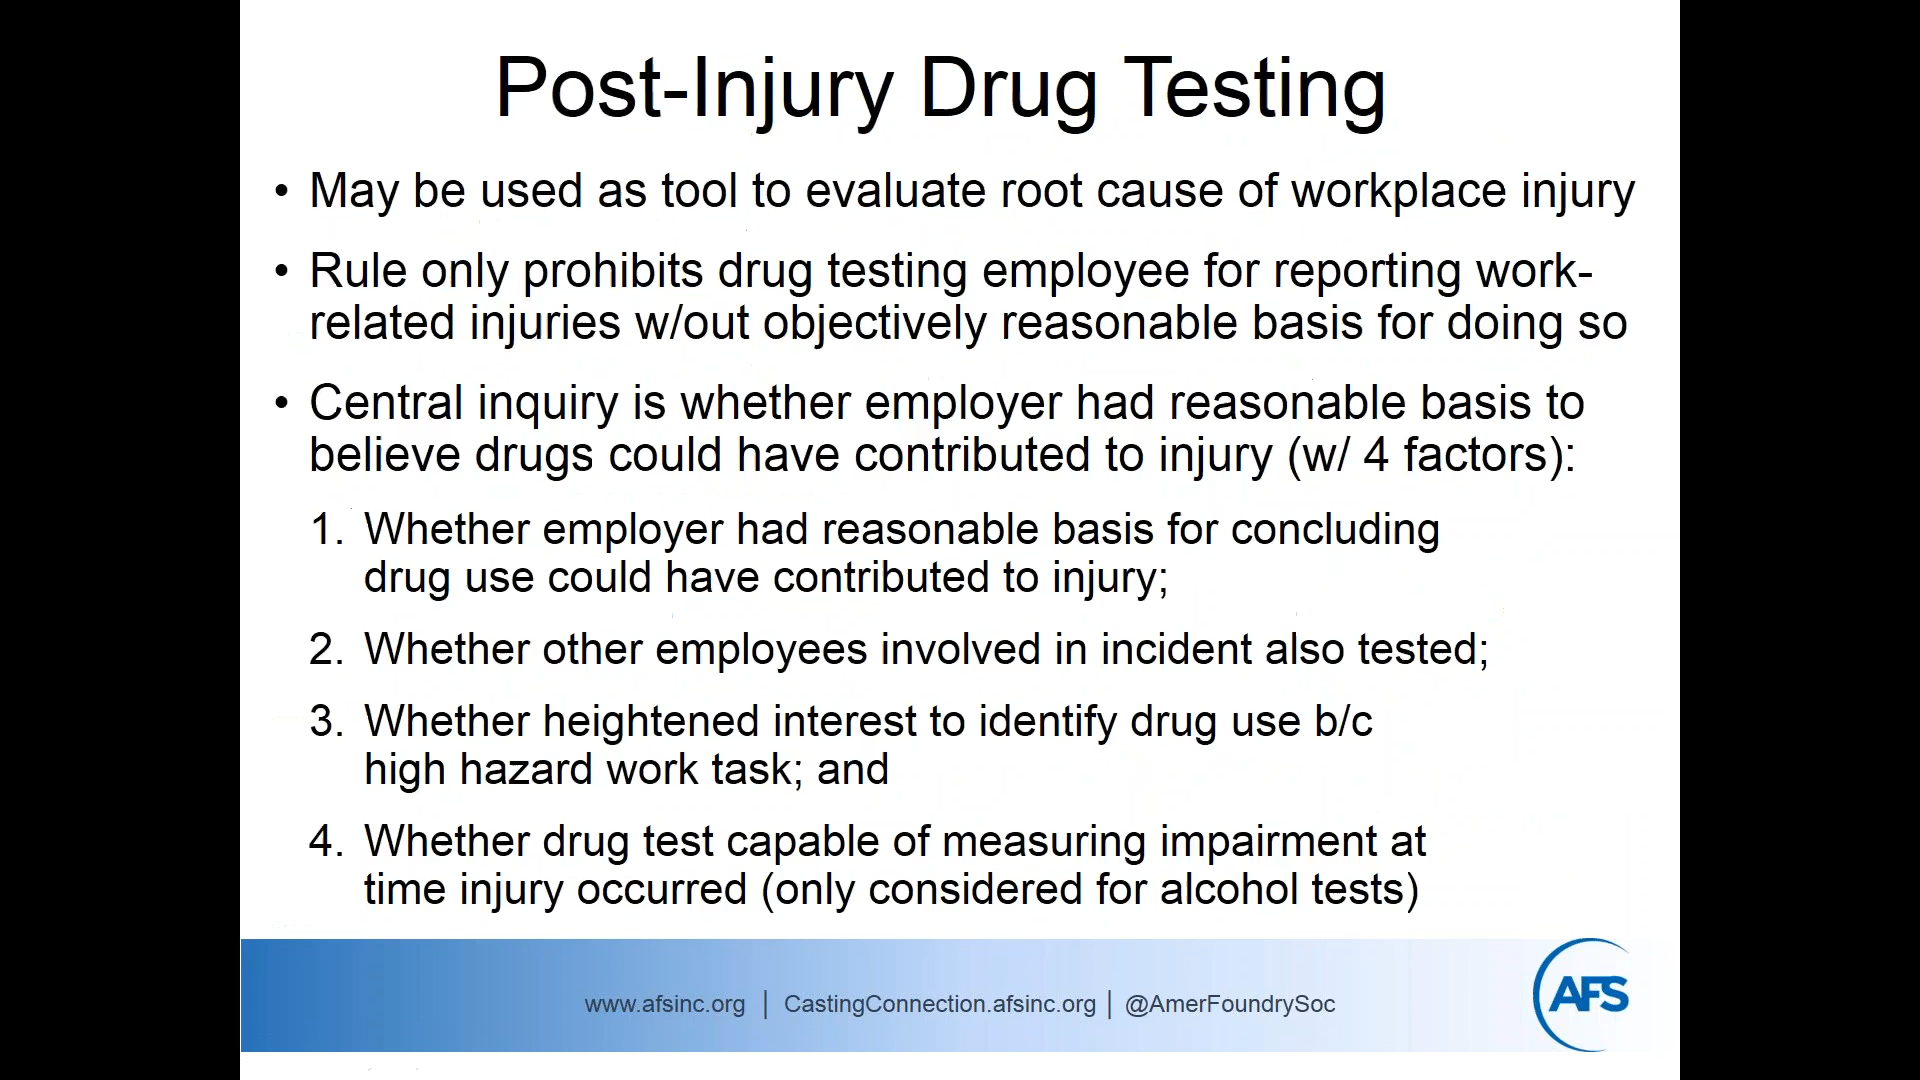 Post-Injury Drug Testing
• May be used as tool to evaluate root cause of workplace injury
• Rule only prohibits drug testing employee for reporting work-
related injuries w/out objectively reasonable basis for doing so
• Central inquiry is whether employer had reasonable basis to
believe drugs could have contributed to injury (w/ 4 factors):
1. Whether employer had reasonable basis for concluding
drug use could have contributed to injury;
2. Whether other employees involved in incident also tested;
3. Whether heightened interest to identify drug use b/c
high hazard work task; and
4. Whether drug test capable of measuring impairment at
time injury occurred (only considered for alcohol tests)
www.afsinc.org | CastingConnection.afsinc.org | @AmerFoundrySoc
AFS